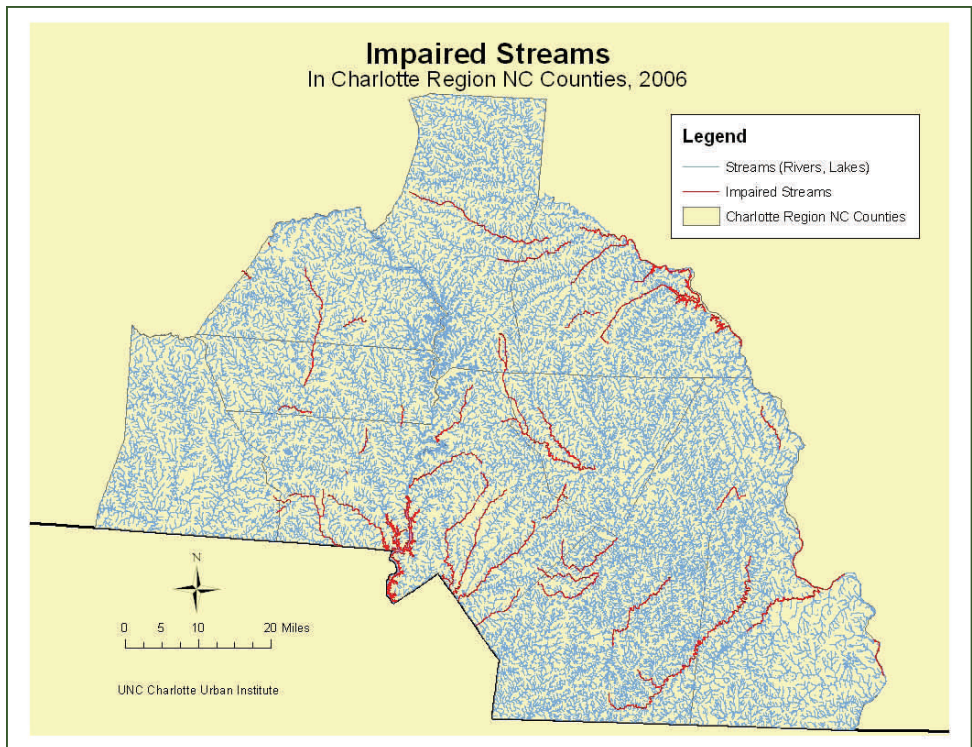 Impaired Streams
In Charlotte Region NC Counties, 2006
Legend
Streams (Rivers, Lakes)
Impaired Streams
Charlotte Region NC Counties
N
0 5 10 20 Miles
UNC Charlotte Urban Institute